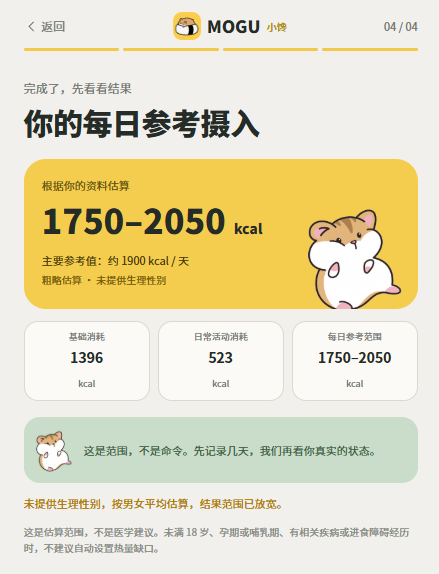 返回
MOGU 小馋
04 / 04
完成了，先看看结果
你的每日参考摄入
根据你的资料估算
1750–2050 kcal
主要参考值：约 1900 kcal / 天
粗略估算 · 未提供生理性别
基础消耗
1396
kcal
日常活动消耗
523
kcal
每日参考范围
1750–2050
kcal
这是范围，不是命令。先记录几天，我们再看你真实的状态。
未提供生理性别，按男女平均估算，结果范围已放宽。
这是估算范围，不是医学建议。未满 18 岁、孕期或哺乳期、有相关疾病或进食障碍经历
时，不建议自动设置热量缺口。